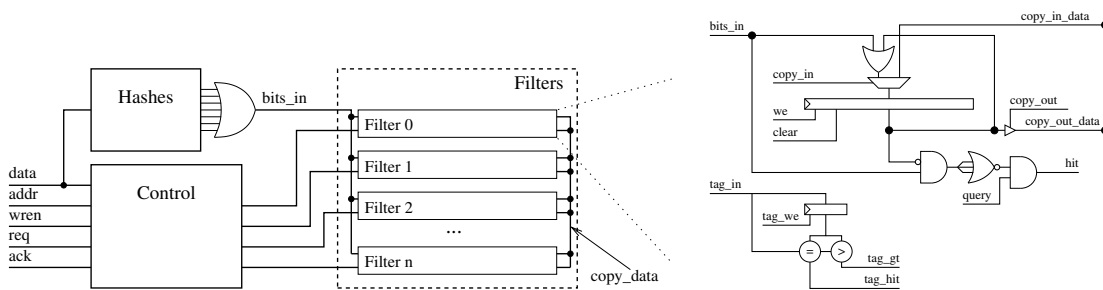 Hashes
bits_in
Filters
Filter 0
Filter 1
Filter 2
...
Filter n
copy_data
data
addr
wren
req
ack
Control
bits_in
copy_in_data
copy_in
we
clear
copy_out
copy_out_data
hit
query
tag_in
tag_we
=
>
tag_gt
tag_hit